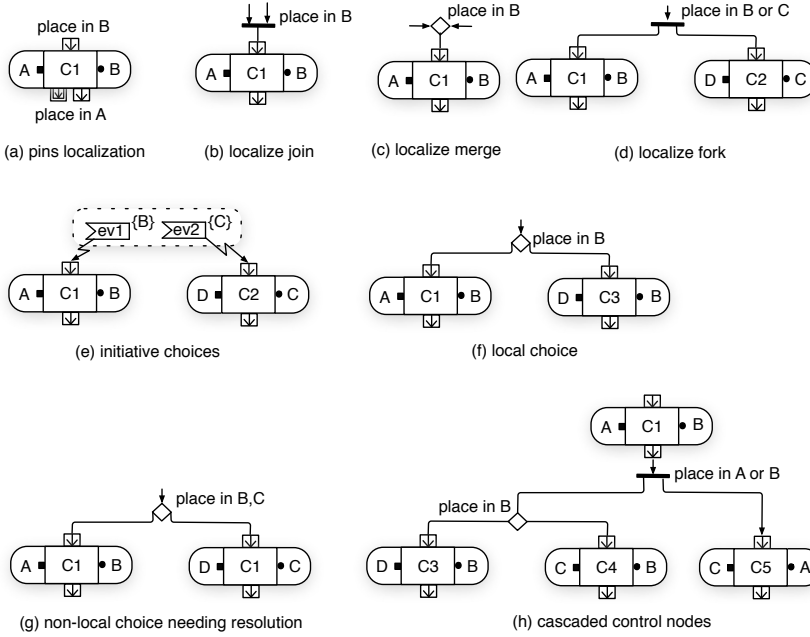 place in B
A C1 B
place in A
(a) pins localization
place in B
A C1 B
(b) localize join
place in B
A C1 B
(c) localize merge
place in B or C
A C1 B
D C2 C
(d) localize fork
ev1 {B} ev2 {C}
A C1 B
D C2 C
(e) initiative choices
place in B
A C1 B
D C3 B
(f) local choice
place in B,C
A C1 B
D C1 C
(g) non-local choice needing resolution
A C1 B
place in A or B
place in B
D C3 B
C C4 B
C C5 A
(h) cascaded control nodes